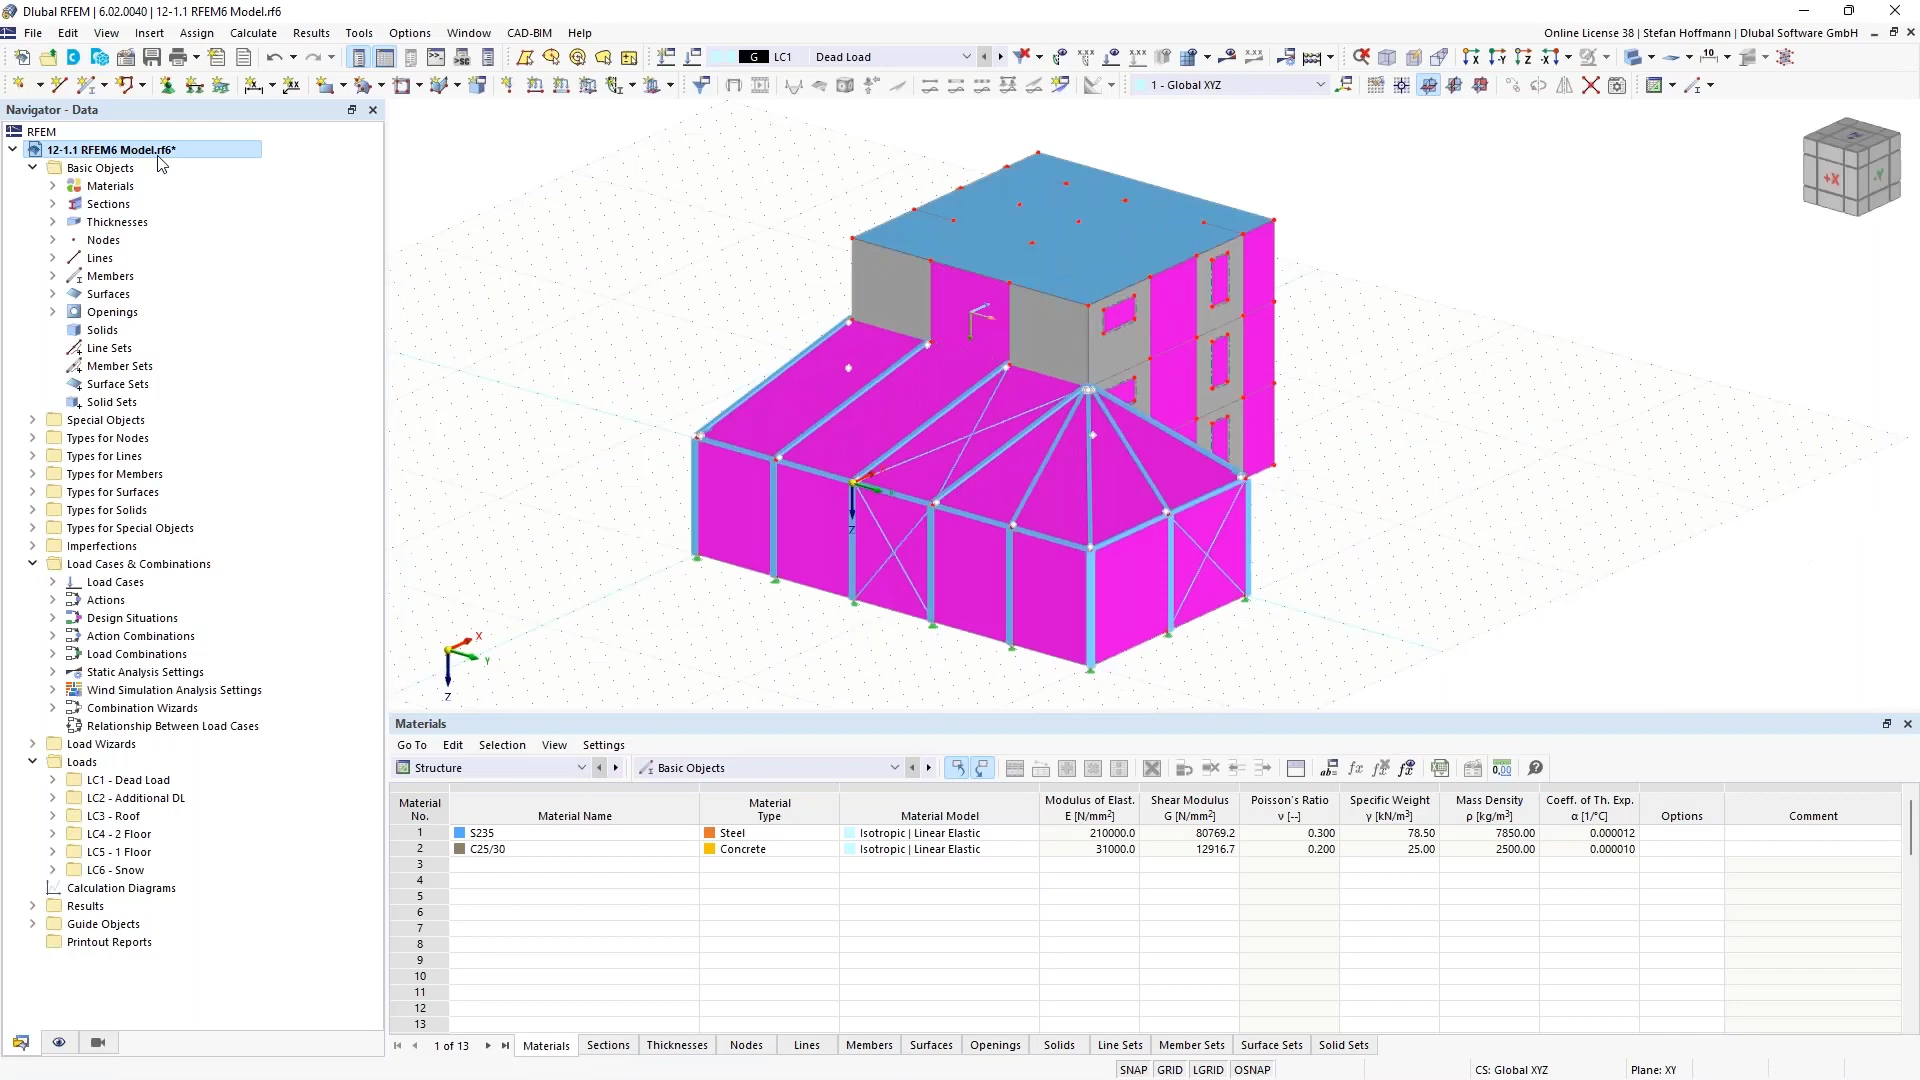 Dlubal RFEM | 6.02.0040 | 12-1.1 RFEM6 Model.rf6
File Edit View Insert Assign Calculate Results Tools Options Window CAD-BIM Help
Online License 38 | Stefan Hoffmann | Dlubal Software GmbH
G LC1 Dead Load
1 - Global XYZ
Navigator - Data
RFEM
12-1.1 RFEM6 Model.rf6*
Basic Objects
Materials
Sections
Thicknesses
Nodes
Lines
Members
Surfaces
Openings
Solids
Line Sets
Member Sets
Surface Sets
Solid Sets
Special Objects
Types for Nodes
Types for Lines
Types for Members
Types for Surfaces
Types for Solids
Types for Special Objects
Imperfections
Load Cases & Combinations
Load Cases
Actions
Design Situations
Action Combinations
Load Combinations
Static Analysis Settings
Wind Simulation Analysis Settings
Combination Wizards
Relationship Between Load Cases
Load Wizards
Loads
LC1 - Dead Load
LC2 - Additional DL
LC3 - Roof
LC4 - 2 Floor
LC5 - 1 Floor
LC6 - Snow
Calculation Diagrams
Results
Guide Objects
Printout Reports
+X
-Y
Z
X
Y
Z
Materials
Go To Edit Selection View Settings
Structure Basic Objects
Material No. Material Name Material Type Material Model Modulus of Elast. E [N/mm²] Shear Modulus G [N/mm²] Poisson's Ratio ν [--] Specific Weight γ [kN/m³] Mass Density ρ [kg/m³] Coeff. of Th. Exp. α [1/°C] Options Comment
1 S235 Steel Isotropic | Linear Elastic 210000.0 80769.2 0.300 78.50 7850.00 0.000012
2 C25/30 Concrete Isotropic | Linear Elastic 31000.0 12916.7 0.200 25.00 2500.00 0.000010
3
4
5
6
7
8
9
10
11
12
13
1 of 13 Materials Sections Thicknesses Nodes Lines Members Surfaces Openings Solids Line Sets Member Sets Surface Sets Solid Sets
SNAP GRID LGRID OSNAP CS: Global XYZ Plane: XY